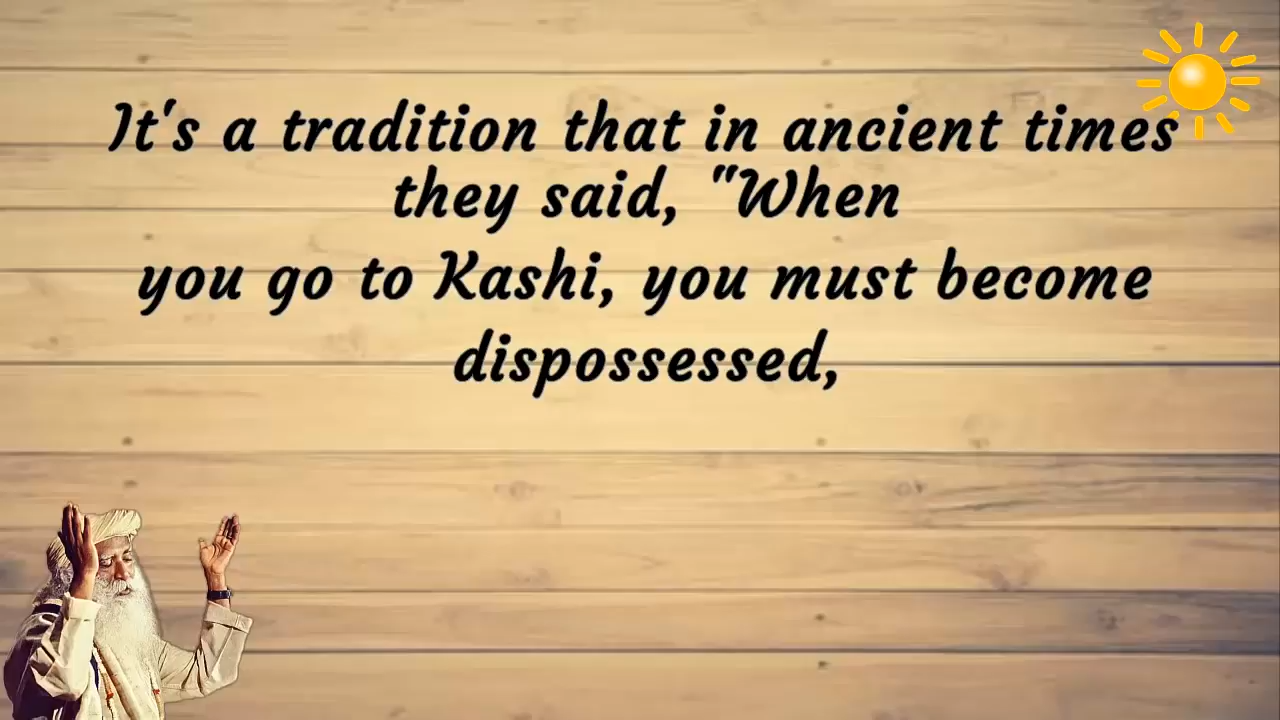 It's a tradition that in ancient times
they said, "When
you go to Kashi, you must become
dispossessed,